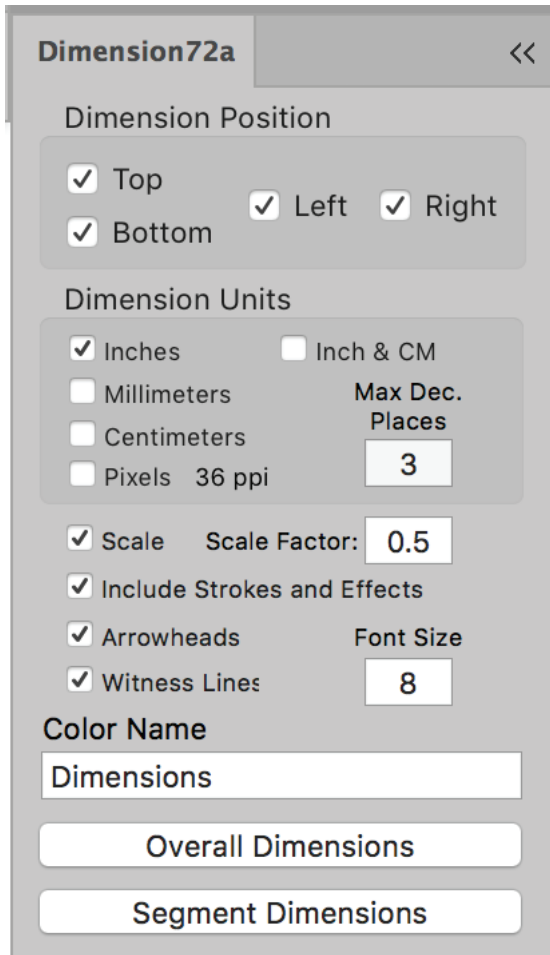 Dimension72a
Dimension Position
Top
Left
Right
Bottom
Dimension Units
Inches
Inch & CM
Millimeters
Max Dec.
Places
Centimeters
3
Pixels 36 ppi
Scale
Scale Factor: 0.5
Include Strokes and Effects
Arrowheads
Font Size
Witness Lines
8
Color Name
Dimensions
Overall Dimensions
Segment Dimensions